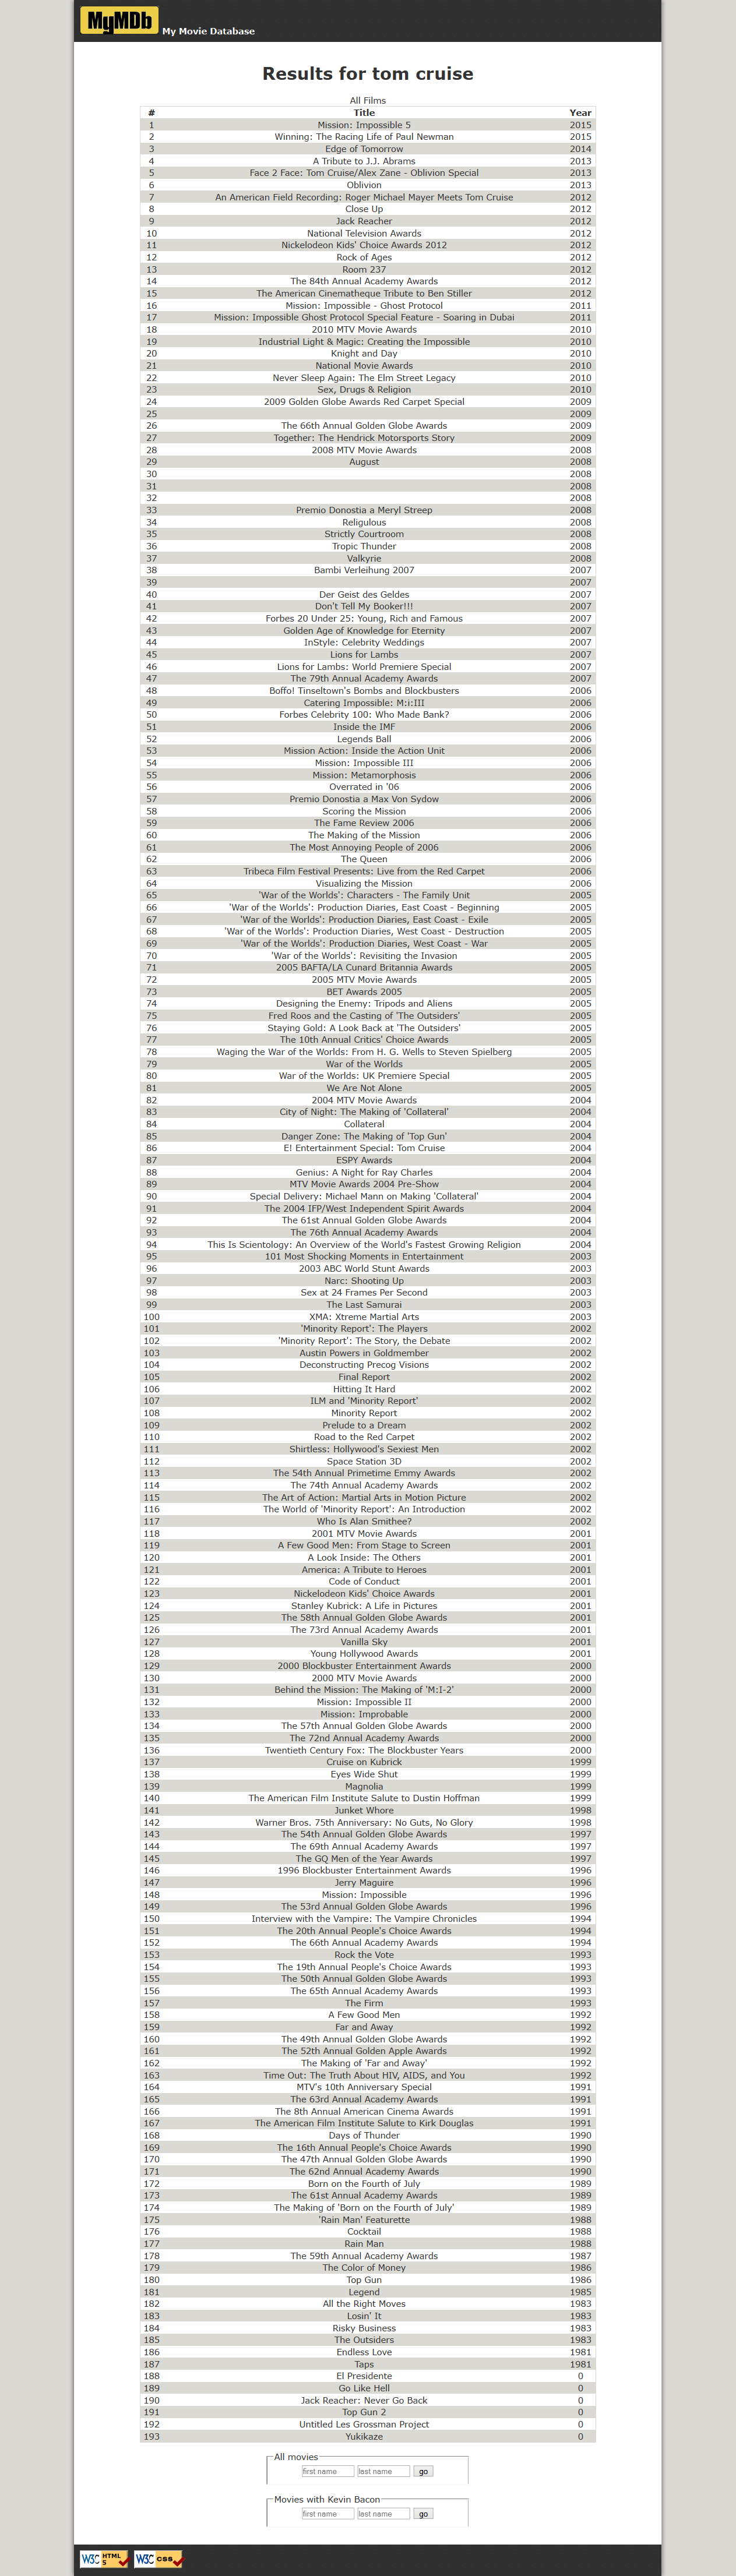 MyMDb My Movie Database
Results for tom cruise
All Films
# Title Year
1 Mission: Impossible 5 2015
2 Winning: The Racing Life of Paul Newman 2015
3 Edge of Tomorrow 2014
4 A Tribute to J.J. Abrams 2013
5 Face 2 Face: Tom Cruise/Alex Zane - Oblivion Special 2013
6 Oblivion 2013
7 An American Field Recording: Roger Michael Mayer Meets Tom Cruise 2012
8 Close Up 2012
9 Jack Reacher 2012
10 National Television Awards 2012
11 Nickelodeon Kids' Choice Awards 2012 2012
12 Rock of Ages 2012
13 Room 237 2012
14 The 84th Annual Academy Awards 2012
15 The American Cinematheque Tribute to Ben Stiller 2012
16 Mission: Impossible - Ghost Protocol 2011
17 Mission: Impossible Ghost Protocol Special Feature - Soaring in Dubai 2011
18 2010 MTV Movie Awards 2010
19 Industrial Light & Magic: Creating the Impossible 2010
20 Knight and Day 2010
21 National Movie Awards 2010
22 Never Sleep Again: The Elm Street Legacy 2010
23 Sex, Drugs & Religion 2010
24 2009 Golden Globe Awards Red Carpet Special 2009
25 2009
26 The 66th Annual Golden Globe Awards 2009
27 Together: The Hendrick Motorsports Story 2009
28 2008 MTV Movie Awards 2008
29 August 2008
30 2008
31 2008
32 2008
33 Premio Donostia a Meryl Streep 2008
34 Religulous 2008
35 Strictly Courtroom 2008
36 Tropic Thunder 2008
37 Valkyrie 2008
38 Bambi Verleihung 2007 2007
39 2007
40 Der Geist des Geldes 2007
41 Don't Tell My Booker!!! 2007
42 Forbes 20 Under 25: Young, Rich and Famous 2007
43 Golden Age of Knowledge for Eternity 2007
44 InStyle: Celebrity Weddings 2007
45 Lions for Lambs 2007
46 Lions for Lambs: World Premiere Special 2007
47 The 79th Annual Academy Awards 2007
48 Boffo! Tinseltown's Bombs and Blockbusters 2006
49 Catering Impossible: M:i:III 2006
50 Forbes Celebrity 100: Who Made Bank? 2006
51 Inside the IMF 2006
52 Legends Ball 2006
53 Mission Action: Inside the Action Unit 2006
54 Mission: Impossible III 2006
55 Mission: Metamorphosis 2006
56 Overrated in '06 2006
57 Premio Donostia a Max Von Sydow 2006
58 Scoring the Mission 2006
59 The Fame Review 2006 2006
60 The Making of the Mission 2006
61 The Most Annoying People of 2006 2006
62 The Queen 2006
63 Tribeca Film Festival Presents: Live from the Red Carpet 2006
64 Visualizing the Mission 2006
65 'War of the Worlds': Characters - The Family Unit 2005
66 'War of the Worlds': Production Diaries, East Coast - Beginning 2005
67 'War of the Worlds': Production Diaries, East Coast - Exile 2005
68 'War of the Worlds': Production Diaries, West Coast - Destruction 2005
69 'War of the Worlds': Production Diaries, West Coast - War 2005
70 'War of the Worlds': Revisiting the Invasion 2005
71 2005 BAFTA/LA Cunard Britannia Awards 2005
72 2005 MTV Movie Awards 2005
73 BET Awards 2005 2005
74 Designing the Enemy: Tripods and Aliens 2005
75 Fred Roos and the Casting of 'The Outsiders' 2005
76 Staying Gold: A Look Back at 'The Outsiders' 2005
77 The 10th Annual Critics' Choice Awards 2005
78 Waging the War of the Worlds: From H. G. Wells to Steven Spielberg 2005
79 War of the Worlds 2005
80 War of the Worlds: UK Premiere Special 2005
81 We Are Not Alone 2005
82 2004 MTV Movie Awards 2004
83 City of Night: The Making of 'Collateral' 2004
84 Collateral 2004
85 Danger Zone: The Making of 'Top Gun' 2004
86 E! Entertainment Special: Tom Cruise 2004
87 ESPY Awards 2004
88 Genius: A Night for Ray Charles 2004
89 MTV Movie Awards 2004 Pre-Show 2004
90 Special Delivery: Michael Mann on Making 'Collateral' 2004
91 The 2004 IFP/West Independent Spirit Awards 2004
92 The 61st Annual Golden Globe Awards 2004
93 The 76th Annual Academy Awards 2004
94 This Is Scientology: An Overview of the World's Fastest Growing Religion 2004
95 101 Most Shocking Moments in Entertainment 2003
96 2003 ABC World Stunt Awards 2003
97 Narc: Shooting Up 2003
98 Sex at 24 Frames Per Second 2003
99 The Last Samurai 2003
100 XMA: Xtreme Martial Arts 2003
101 'Minority Report': The Players 2002
102 'Minority Report': The Story, the Debate 2002
103 Austin Powers in Goldmember 2002
104 Deconstructing Precog Visions 2002
105 Final Report 2002
106 Hitting It Hard 2002
107 ILM and 'Minority Report' 2002
108 Minority Report 2002
109 Prelude to a Dream 2002
110 Road to the Red Carpet 2002
111 Shirtless: Hollywood's Sexiest Men 2002
112 Space Station 3D 2002
113 The 54th Annual Primetime Emmy Awards 2002
114 The 74th Annual Academy Awards 2002
115 The Art of Action: Martial Arts in Motion Picture 2002
116 The World of 'Minority Report': An Introduction 2002
117 Who Is Alan Smithee? 2002
118 2001 MTV Movie Awards 2001
119 A Few Good Men: From Stage to Screen 2001
120 A Look Inside: The Others 2001
121 America: A Tribute to Heroes 2001
122 Code of Conduct 2001
123 Nickelodeon Kids' Choice Awards 2001
124 Stanley Kubrick: A Life in Pictures 2001
125 The 58th Annual Golden Globe Awards 2001
126 The 73rd Annual Academy Awards 2001
127 Vanilla Sky 2001
128 Young Hollywood Awards 2001
129 2000 Blockbuster Entertainment Awards 2000
130 2000 MTV Movie Awards 2000
131 Behind the Mission: The Making of 'M:I-2' 2000
132 Mission: Impossible II 2000
133 Mission: Improbable 2000
134 The 57th Annual Golden Globe Awards 2000
135 The 72nd Annual Academy Awards 2000
136 Twentieth Century Fox: The Blockbuster Years 2000
137 Cruise on Kubrick 1999
138 Eyes Wide Shut 1999
139 Magnolia 1999
140 The American Film Institute Salute to Dustin Hoffman 1999
141 Junket Whore 1998
142 Warner Bros. 75th Anniversary: No Guts, No Glory 1998
143 The 54th Annual Golden Globe Awards 1997
144 The 69th Annual Academy Awards 1997
145 The GQ Men of the Year Awards 1997
146 1996 Blockbuster Entertainment Awards 1996
147 Jerry Maguire 1996
148 Mission: Impossible 1996
149 The 53rd Annual Golden Globe Awards 1996
150 Interview with the Vampire: The Vampire Chronicles 1994
151 The 20th Annual People's Choice Awards 1994
152 The 66th Annual Academy Awards 1994
153 Rock the Vote 1993
154 The 19th Annual People's Choice Awards 1993
155 The 50th Annual Golden Globe Awards 1993
156 The 65th Annual Academy Awards 1993
157 The Firm 1993
158 A Few Good Men 1992
159 Far and Away 1992
160 The 49th Annual Golden Globe Awards 1992
161 The 52th Annual Golden Apple Awards 1992
162 The Making of 'Far and Away' 1992
163 Time Out: The Truth About HIV, AIDS, and You 1992
164 MTV's 10th Anniversary Special 1991
165 The 63rd Annual Academy Awards 1991
166 The 8th Annual American Cinema Awards 1991
167 The American Film Institute Salute to Kirk Douglas 1991
168 Days of Thunder 1990
169 The 16th Annual People's Choice Awards 1990
170 The 47th Annual Golden Globe Awards 1990
171 The 62nd Annual Academy Awards 1990
172 Born on the Fourth of July 1989
173 The 61st Annual Academy Awards 1989
174 The Making of 'Born on the Fourth of July' 1989
175 'Rain Man' Featurette 1988
176 Cocktail 1988
177 Rain Man 1988
178 The 59th Annual Academy Awards 1987
179 The Color of Money 1986
180 Top Gun 1986
181 Legend 1985
182 All the Right Moves 1983
183 Losin' It 1983
184 Risky Business 1983
185 The Outsiders 1983
186 Endless Love 1981
187 Taps 1981
188 El Presidente 0
189 Go Like Hell 0
190 Jack Reacher: Never Go Back 0
191 Top Gun 2 0
192 Untitled Les Grossman Project 0
193 Yukikaze 0
All movies
first name last name go
Movies with Kevin Bacon
first name last name go
W3C HTML 5 W3C css